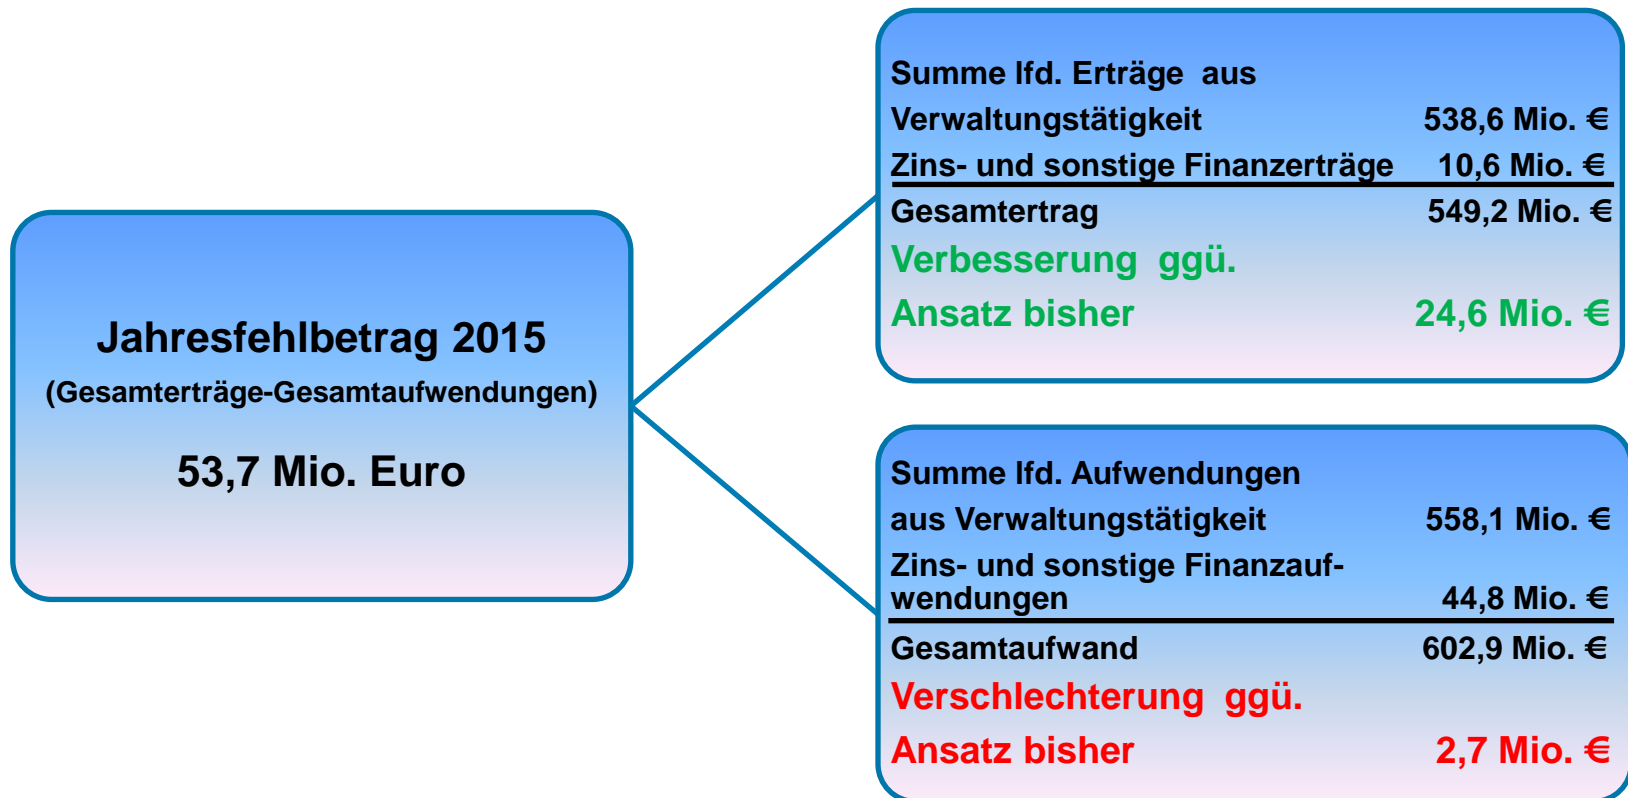 Jahresfehlbetrag 2015
(Gesamterträge-Gesamtaufwendungen)
53,7 Mio. Euro
Summe lfd. Erträge aus
Verwaltungstätigkeit 538,6 Mio. €
Zins- und sonstige Finanzerträge 10,6 Mio. €
Gesamtertrag 549,2 Mio. €
Verbesserung ggü.
Ansatz bisher 24,6 Mio. €
Summe lfd. Aufwendungen
aus Verwaltungstätigkeit 558,1 Mio. €
Zins- und sonstige Finanzauf-
wendungen 44,8 Mio. €
Gesamtaufwand 602,9 Mio. €
Verschlechterung ggü.
Ansatz bisher 2,7 Mio. €